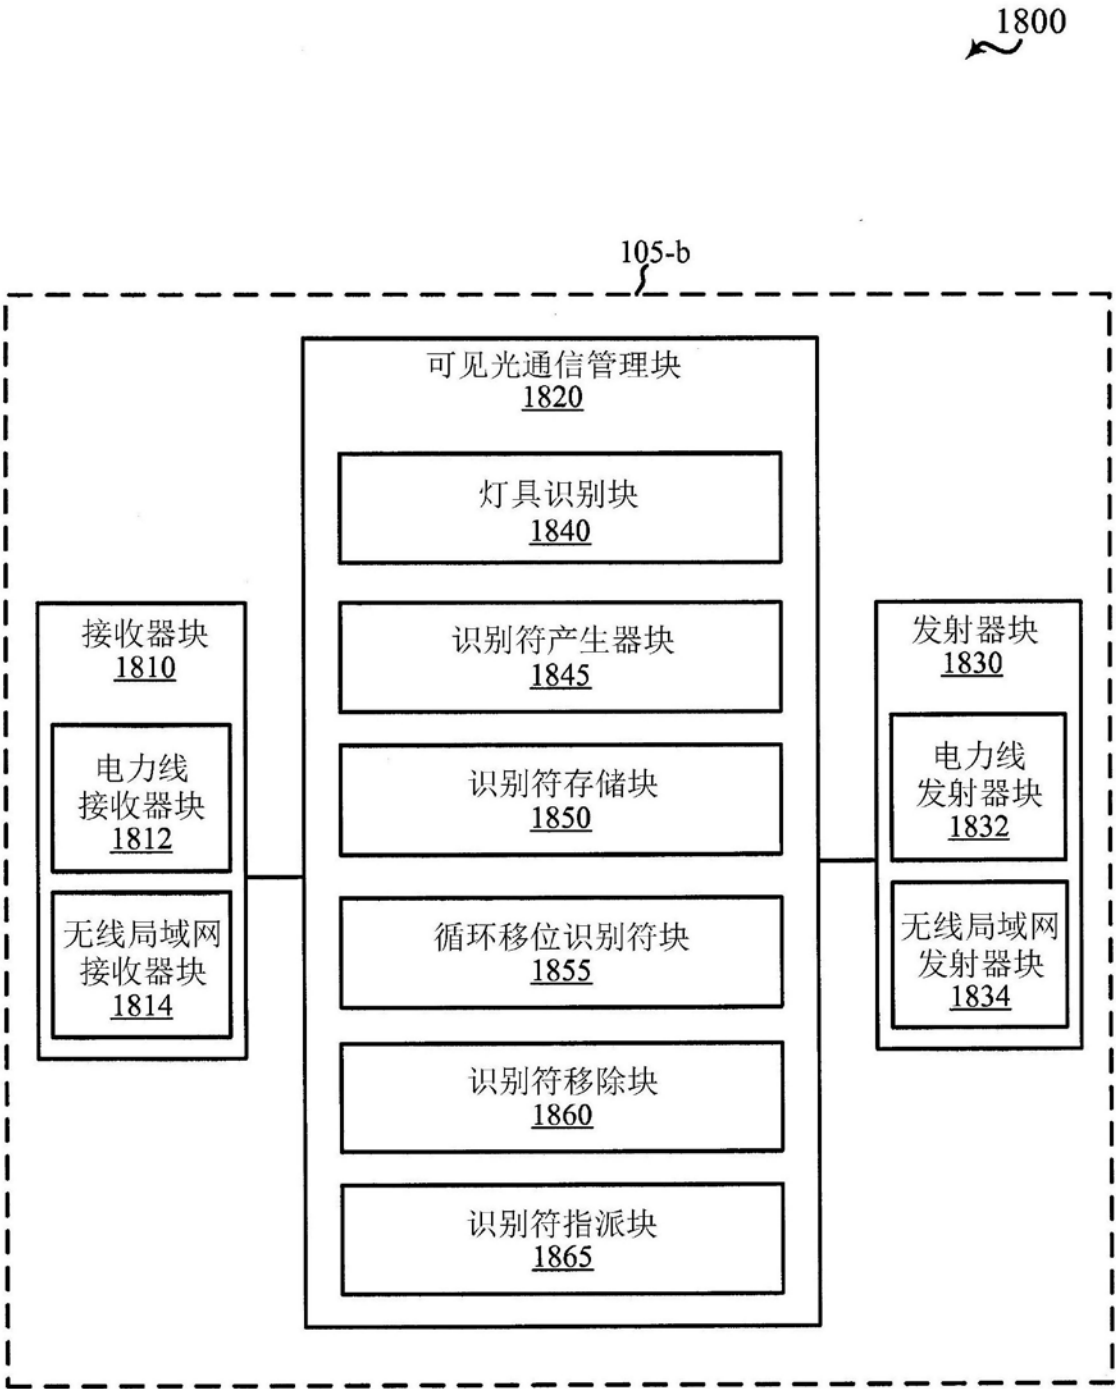 1800
105-b
可见光通信管理块
1820
灯具识别块
1840
识别符产生器块
1845
识别符存储块
1850
循环移位识别符块
1855
识别符移除块
1860
识别符指派块
1865
接收器块
1810
电力线
接收器块
1812
无线局域网
接收器块
1814
发射器块
1830
电力线
发射器块
1832
无线局域网
发射器块
1834